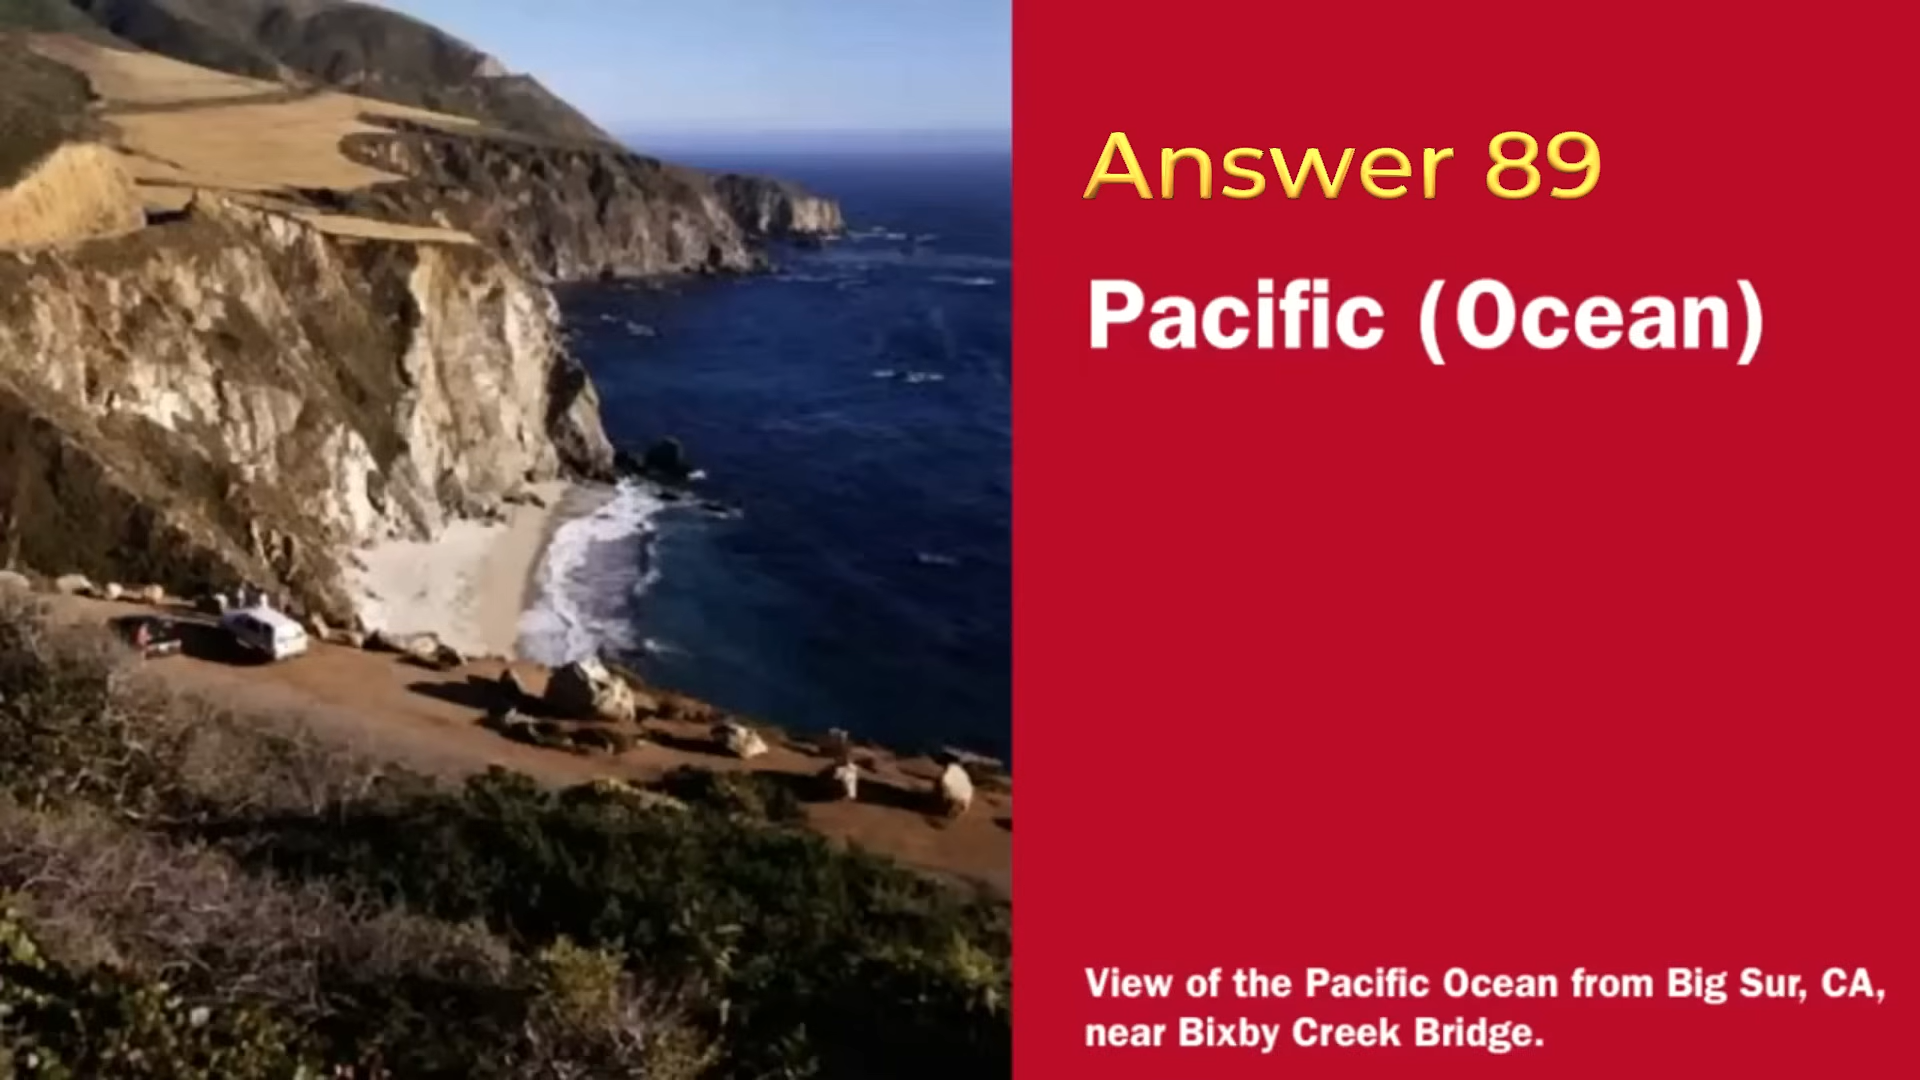 Answer 89
Pacific (Ocean)
View of the Pacific Ocean from Big Sur, CA,
near Bixby Creek Bridge.